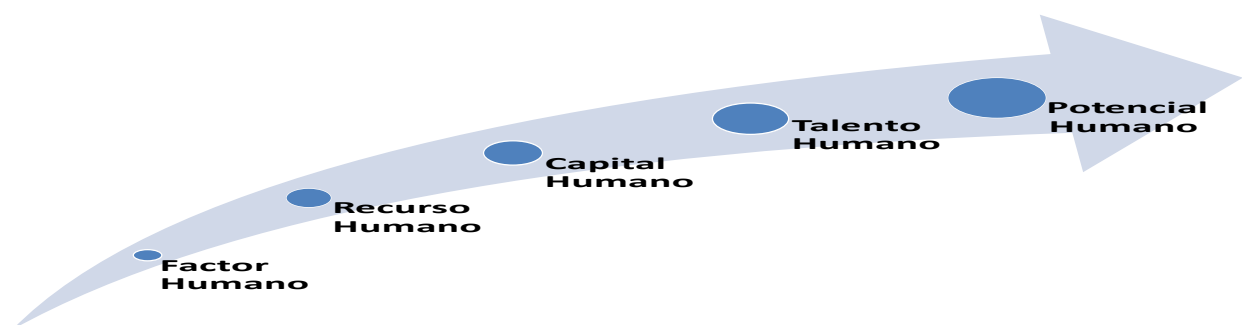 Factor
Humano
Recurso
Humano
Capital
Humano
Talento
Humano
Potencial
Humano